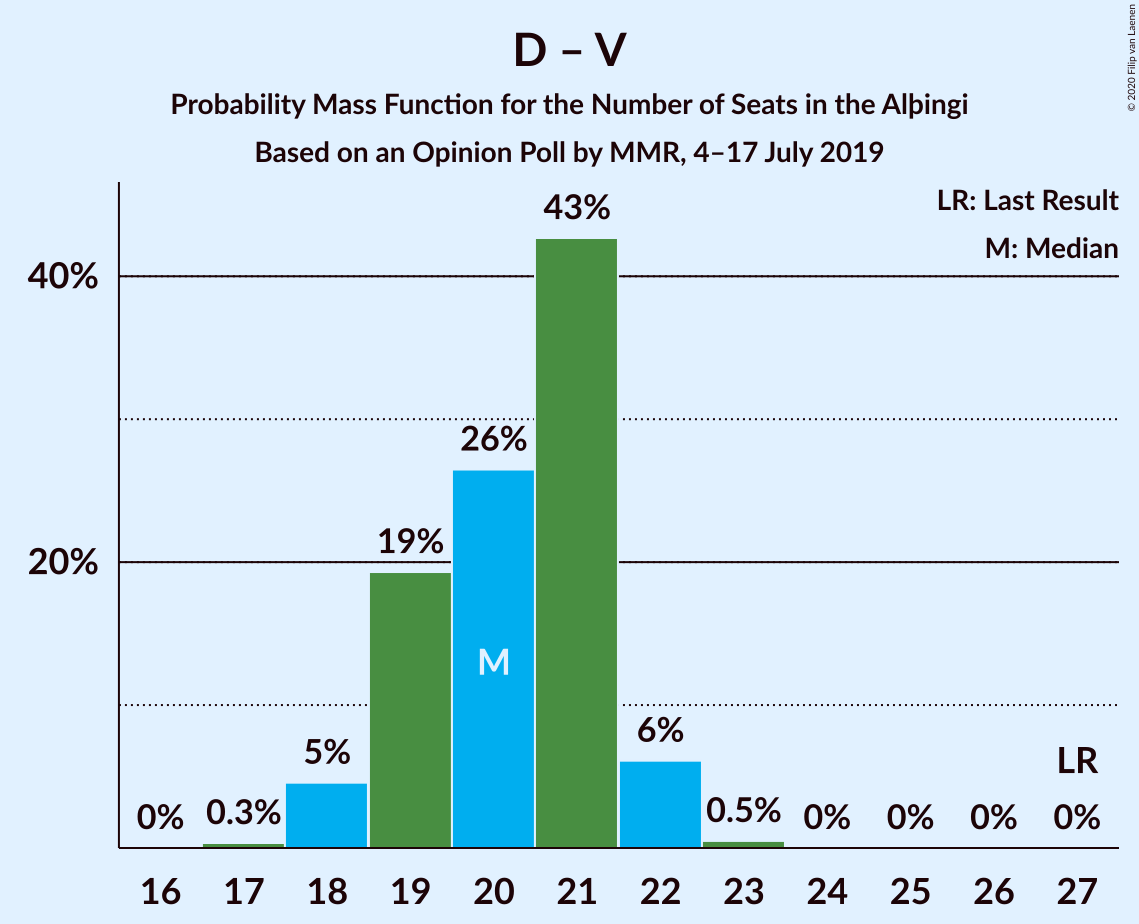 D – V
Probability Mass Function for the Number of Seats in the Alþingi
Based on an Opinion Poll by MMR, 4–17 July 2019
© 2020 Filip van Laenen
LR: Last Result
M: Median
43%
40%
26%
19%
20%
M
6%
5%
LR
0%
0.3%
0.5%
0%
0%
0%
0%
16 17 18 19 20 21 22 23 24 25 26 27